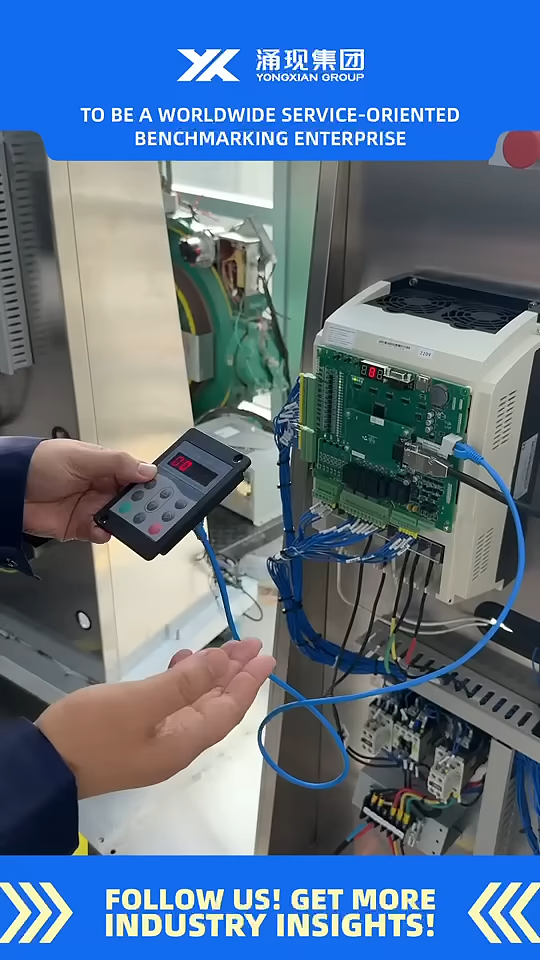 涌现集团
YONGXIAN GROUP
TO BE A WORLDWIDE SERVICE-ORIENTED
BENCHMARKING ENTERPRISE
220V
FOLLOW US! GET MORE
INDUSTRY INSIGHTS!